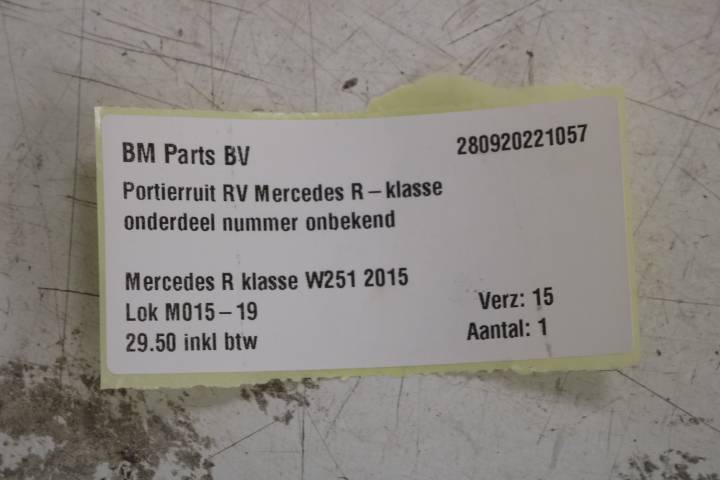 BM Parts BV 280920221057
Portierruit RV Mercedes R-klasse
onderdeel nummer onbekend
Mercedes R klasse W251 2015
Lok M015-19 Verz: 15
29.50 inkl btw Aantal: 1